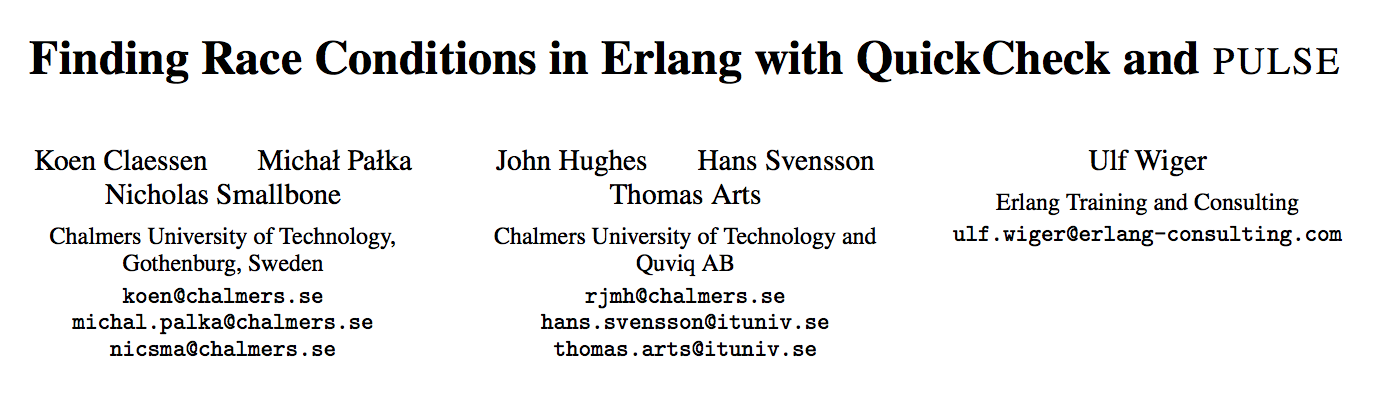 Finding Race Conditions in Erlang with QuickCheck and PULSE
Koen Claessen Michał Pałka
Nicholas Smallbone
Chalmers University of Technology,
Gothenburg, Sweden
koen@chalmers.se
michal.palka@chalmers.se
nicsma@chalmers.se
John Hughes Hans Svensson
Thomas Arts
Chalmers University of Technology and
Quviq AB
rjmh@chalmers.se
hans.svensson@ituniv.se
thomas.arts@ituniv.se
Ulf Wiger
Erlang Training and Consulting
ulf.wiger@erlang-consulting.com